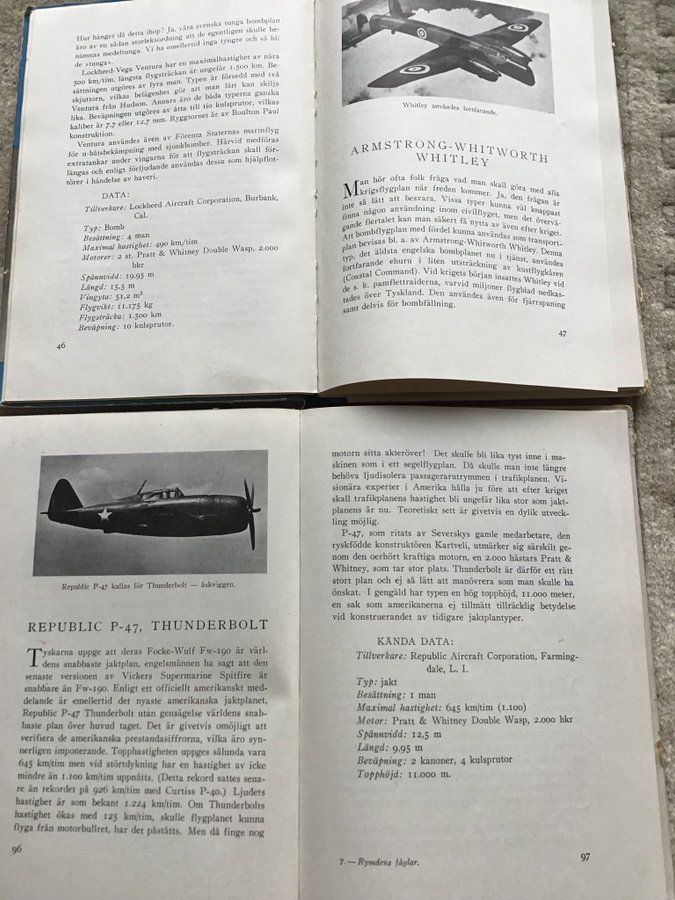 Hur hänger då detta ihop? Ja, våra svenska tunga bombplan
äro av en sådan storleksordning att de egentligen skulle be-
nämnas medeltunga. Vi ha emellertid inga tyngre och så bli
de »tunga».
Lockheed-Vega Ventura har en maximalhastighet av nära
500 km/tim, längsta flygsträckan är ungefär 1.500 km. Be-
sättningen utgöres av fyra man. Typen är försedd med två
skjuttorn, vilkas belägenhet gör att man lätt kan skilja
Ventura från Hudson. Annars äro de båda typerna ganska
lika. Beväpningen utgöres av åtta till tio kulsprutor, vilkas
kaliber är 7.7 eller 12.7 mm. Ryggtornet är av Boulton Paul
konstruktion.
Ventura användes även av Förenta Staternas marinflyg
för u-båtsbekämpning med sjunkbomber. Härvid medföras
extratankar under vingarna för att flygsträckan skall för-
längas och enligt förljudande användas dessa som hjälpflot-
törer i händelse av haveri.
DATA:
Tillverkare: Lockheed Aircraft Corporation, Burbank,
Cal.
Typ: Bomb
Besättning: 4 man
Maximal hastighet: 490 km/tim
Motorer: 2 st. Pratt & Whitney Double Wasp, 2.000
hkr
Spännvidd: 19,95 m
Längd: 15,5 m
Vingyta: 51,2 m²
Flygvikt: 11.175 kg
Flygsträcka: 1.500 km
Beväpning: 10 kulsprutor.
46
Whitley användes fortfarande.
ARMSTRONG-WHITWORTH
WHITLEY
Man bör ofta folk fråga vad man skall göra med alla
krigsflygplan när freden kommer. Ja, den frågan är
inte så lätt att besvara. Vissa typer kunna väl knappast
finna någon användning inom civilflyget, men det övervä-
gande flertalet kan man säkert få nytta av även efter kriget.
Att bombflygplan med fördel kunna användas som transport-
plan bevisas bl. a. av Armstrong-Whitworth Whitley. Denna
typ, det äldsta engelska bombplanet nu i tjänst, användes
fortfarande ehuru i liten utsträckning av kustflygkåren
(Coastal Command). Vid krigets början insattes Whitley vid
de s. k. pamflettraiderna, varvid miljoner flygblad nedkas-
tades över Tyskland. Den användes även för fjärrspaning
samt delvis för bombfällning.
47
Republic P-47 kallas för Thunderbolt — åskviggen.
REPUBLIC P-47, THUNDERBOLT
Tyskarna uppge att deras Focke-Wulf Fw-190 är värl-
dens snabbaste jaktplan, engelsmännen ha sagt att den
senaste versionen av Vickers Supermarine Spitfire är
snabbare än Fw-190. Enligt ett officiellt amerikanskt med-
delande är emellertid det nyaste amerikanska jaktplanet,
Republic P-47 Thunderbolt utan gensägelse världens snab-
baste plan över huvud taget. Det är givetvis omöjligt att
verifiera de amerikanska prestandasiffrorna, vilka äro syn-
nerligen imponerande. Topphastigheten uppges sålunda vara
645 km/tim men vid störtdykning har en hastighet av icke
mindre än 1.100 km/tim uppnåtts. (Detta rekord sattes sena-
re än rekordet på 926 km/tim med Curtiss P-40.) Ljudets
hastighet är som bekant 1.224 km/tim. Om Thunderbolts
hastighet ökas med 125 km/tim, skulle flygplanet kunna
flyga från motorbullret, har det påståtts. Men då finge nog
96
motorn sitta akteröver! Det skulle bli lika tyst inne i ma-
skinen som i ett segelflygplan. Då skulle man inte längre
behöva ljudisolera passagerarutrymmen i trafikplanen. Vi-
sionära experter i Amerika hålla ju före att efter kriget
skall trafikplanens hastighet bli ungefär lika stor som jakt-
planens är nu. Teoretiskt sett är givetvis en dylik utveck-
ling möjlig.
P-47, som ritats av Severskys gamle medarbetare, den
ryskfödde konstruktören Kartveli, utmärker sig särskilt ge-
nom den oerhört kraftiga motorn, en 2.000 hästars Pratt &
Whitney, som tar stor plats. Thunderbolt är därför ett rätt
stort plan och ej så lätt att manövrera som man skulle ha
önskat. I gengäld har typen en hög topphöjd, 11.000 meter,
en sak som amerikanerna ej tillmätt tillräcklig betydelse
vid konstruerandet av tidigare jaktplantyper.
KÄNDA DATA:
Tillverkare: Republic Aircraft Corporation, Farming-
dale, L. I.
Typ: jakt
Besättning: 1 man
Maximal hastighet: 645 km/tim (1.100)
Motor: Pratt & Whitney Double Wasp, 2.000 hkr
Spännvidd: 12,5 m
Längd: 9,95 m
Beväpning: 2 kanoner, 4 kulsprutor
Topphöjd: 11.000 m.
7. — Rymdens fåglar.
97